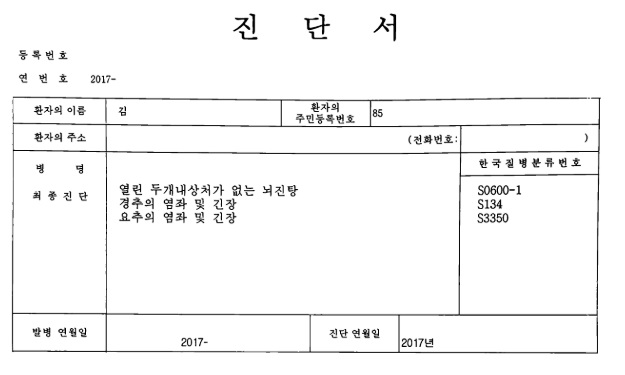 진 단 서
등록번호
연 번 호 2017-
환자의 이름 김 환자의 주민등록번호 85
환자의 주소 (전화번호: )
병 명 한국질병분류번호
최종진단 열린 두개내상처가 없는 뇌진탕 S0600-1
경추의 염좌 및 긴장 S134
요추의 염좌 및 긴장 S3350
발병 연월일 2017- 진단 연월일 2017년